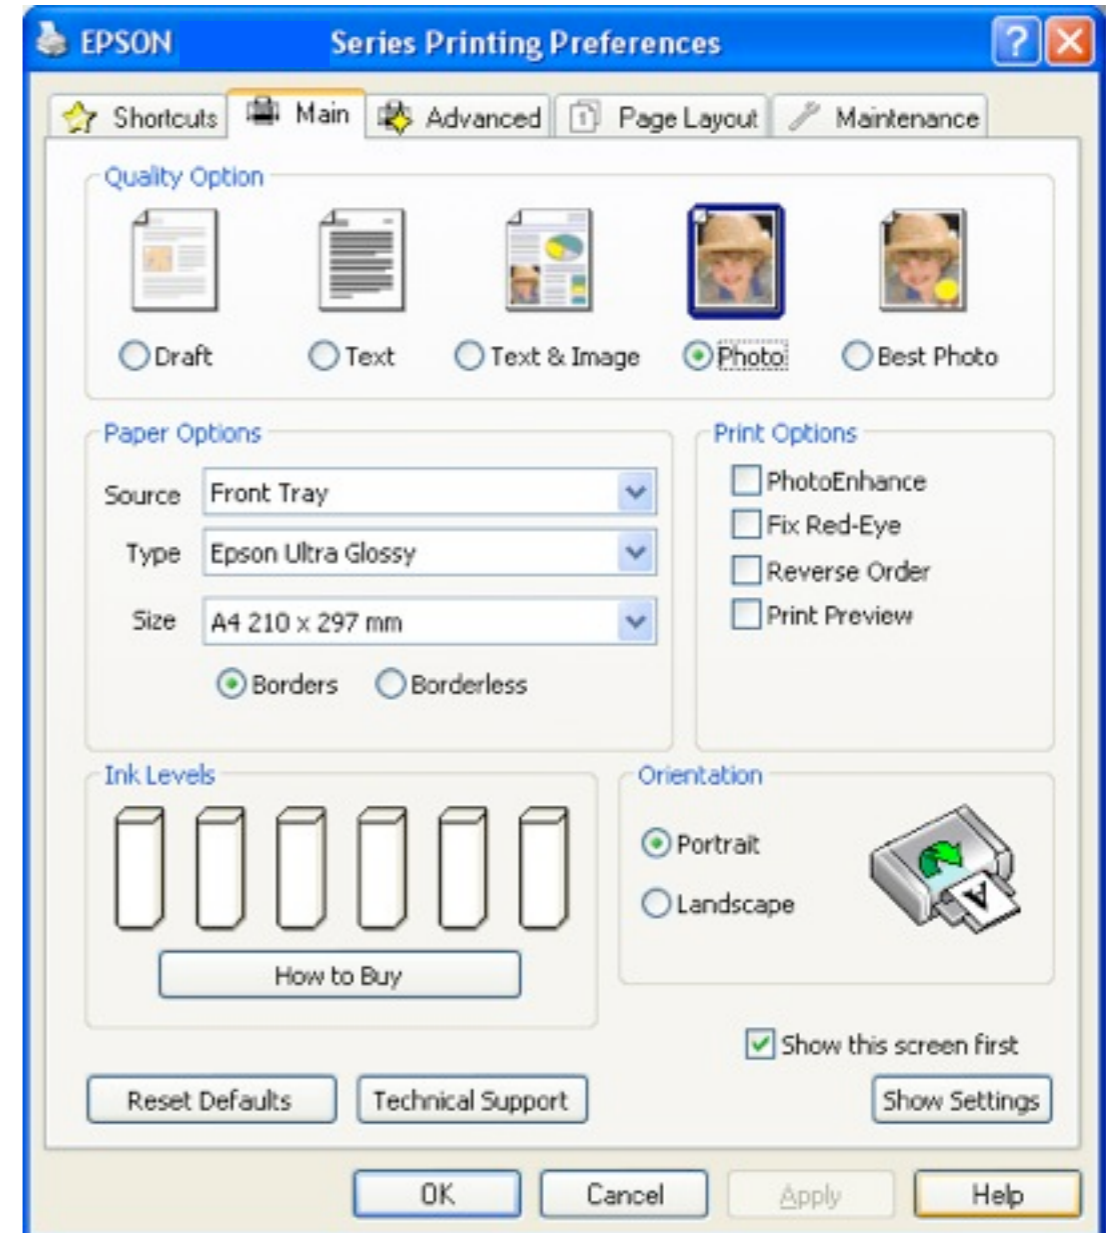 EPSON Series Printing Preferences
Shortcuts Main Advanced 1 Page Layout Maintenance
Quality Option
Draft Text Text & Image Photo Best Photo
Paper Options
Source Front Tray
Type Epson Ultra Glossy
Size A4 210 x 297 mm
Borders Borderless
Print Options
PhotoEnhance
Fix Red-Eye
Reverse Order
Print Preview
Ink Levels
How to Buy
Orientation
Portrait
Landscape
A
Show this screen first
Reset Defaults Technical Support Show Settings
OK Cancel Apply Help